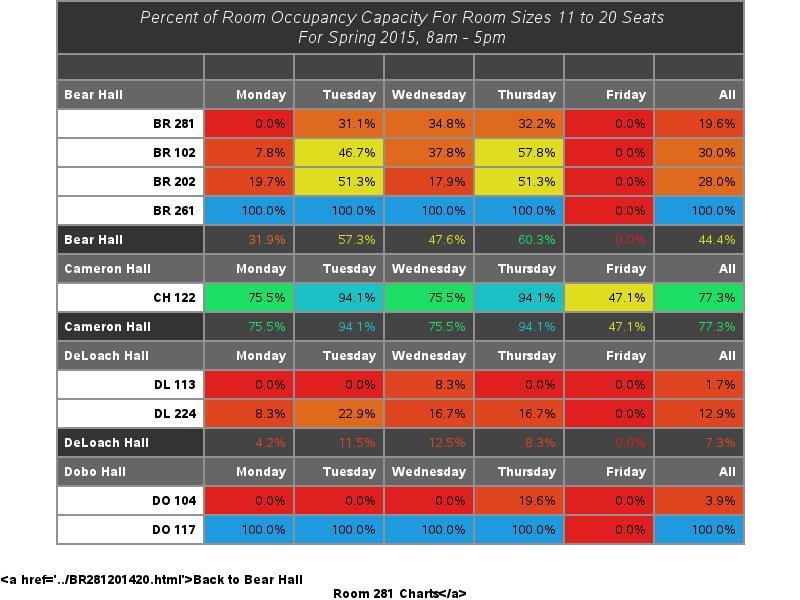 Percent of Room Occupancy Capacity For Room Sizes 11 to 20 Seats
For Spring 2015, 8am - 5pm
Bear Hall Monday Tuesday Wednesday Thursday Friday All
BR 281 0.0% 31.1% 34.8% 32.2% 0.0% 19.6%
BR 102 7.8% 46.7% 37.8% 57.8% 0.0% 30.0%
BR 202 19.7% 51.3% 17.9% 51.3% 0.0% 28.0%
BR 261 100.0% 100.0% 100.0% 100.0% 0.0% 100.0%
Bear Hall 31.9% 57.3% 47.6% 60.3% 0.0% 44.4%
Cameron Hall Monday Tuesday Wednesday Thursday Friday All
CH 122 75.5% 94.1% 75.5% 94.1% 47.1% 77.3%
Cameron Hall 75.5% 94.1% 75.5% 94.1% 47.1% 77.3%
DeLoach Hall Monday Tuesday Wednesday Thursday Friday All
DL 113 0.0% 0.0% 8.3% 0.0% 0.0% 1.7%
DL 224 8.3% 22.9% 16.7% 16.7% 0.0% 12.9%
DeLoach Hall 4.2% 11.5% 12.5% 8.3% 0.0% 7.3%
Dobo Hall Monday Tuesday Wednesday Thursday Friday All
DO 104 0.0% 0.0% 0.0% 19.6% 0.0% 3.9%
DO 117 100.0% 100.0% 100.0% 100.0% 0.0% 100.0%
<a href='../BR281201420.html'>Back to Bear Hall
Room 281 Charts</a>